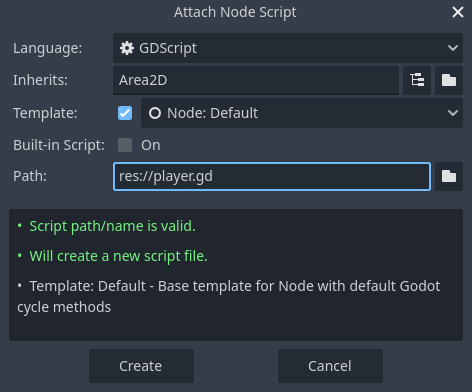 Attach Node Script
Language: GDScript
Inherits: Area2D
Template: Node: Default
Built-in Script: On
Path: res://player.gd
• Script path/name is valid.
• Will create a new script file.
• Template: Default - Base template for Node with default Godot
cycle methods
Create Cancel